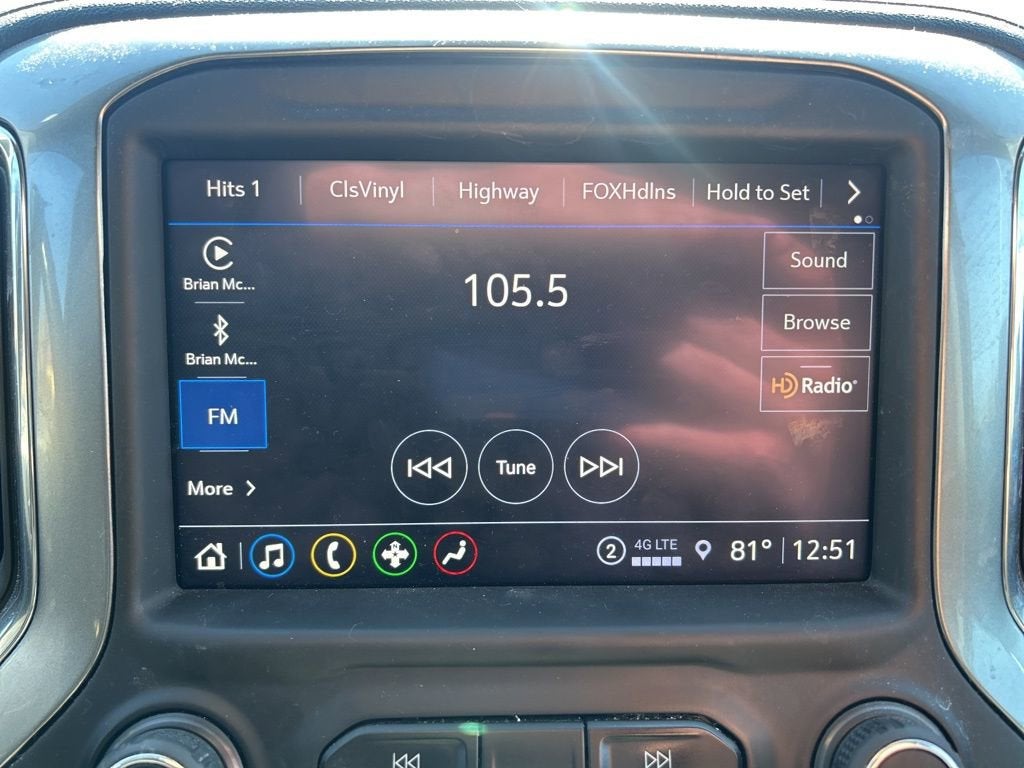 Hits 1 ClsVinyl Highway FOXHdlns Hold to Set
Brian Mc...
Brian Mc...
FM
More
105.5
Sound
Browse
HD Radio®
Tune
2 4G LTE 81° 12:51